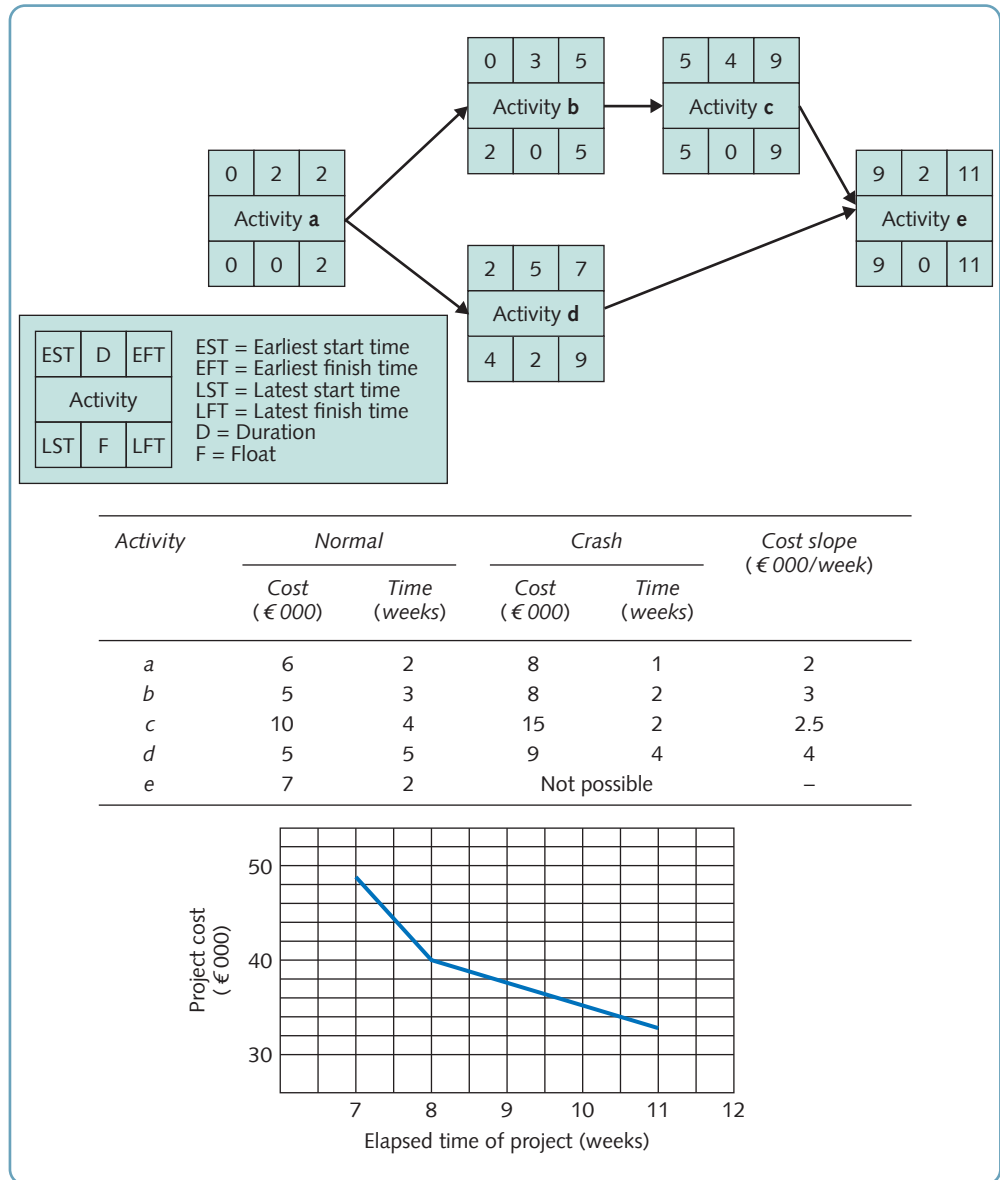 0 3 5
Activity b
2 0 5
5 4 9
Activity c
5 0 9
0 2 2
Activity a
0 0 2
9 2 11
Activity e
9 0 11
2 5 7
Activity d
4 2 9
EST D EFT
Activity
LST F LFT
EST = Earliest start time
EFT = Earliest finish time
LST = Latest start time
LFT = Latest finish time
D = Duration
F = Float
Activity Normal Crash Cost slope
(€ 000/week)
Cost Time Cost Time
(€ 000) (weeks) (€ 000) (weeks)
a 6 2 8 1 2
b 5 3 8 2 3
c 10 4 15 2 2.5
d 5 5 9 4 4
e 7 2 Not possible –
Project cost
(€ 000)
50
40
30
7 8 9 10 11 12
Elapsed time of project (weeks)